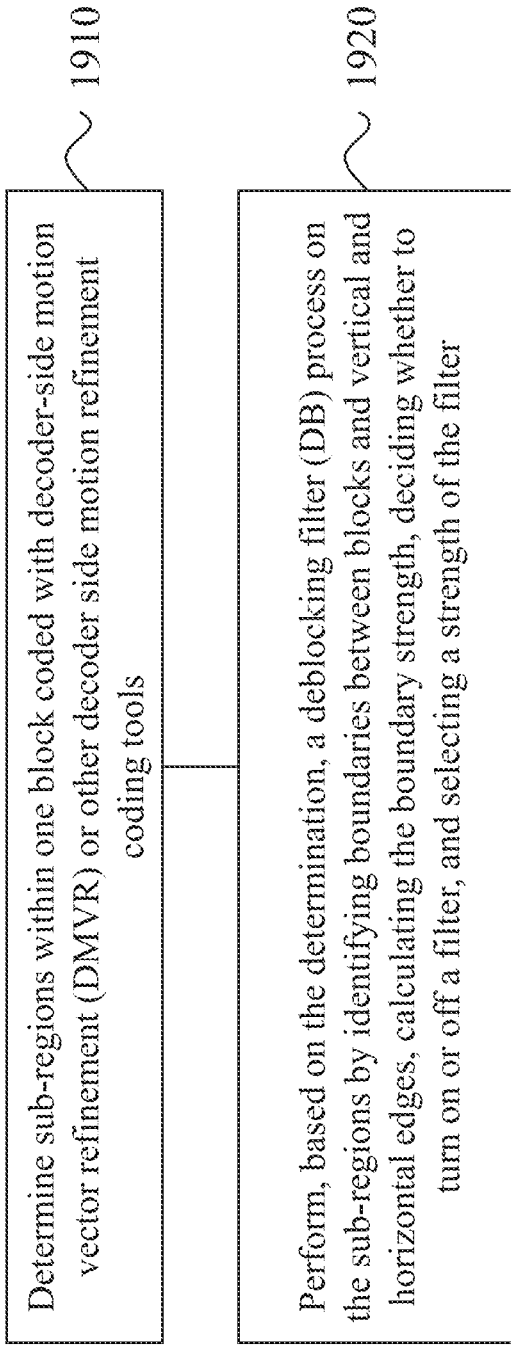 Determine sub-regions within one block coded with decoder-side motion
vector refinement (DMVR) or other decoder side motion refinement
coding tools
1910
Perform, based on the determination, a deblocking filter (DB) process on
the sub-regions by identifying boundaries between blocks and vertical and
horizontal edges, calculating the boundary strength, deciding whether to
turn on or off a filter, and selecting a strength of the filter
1920